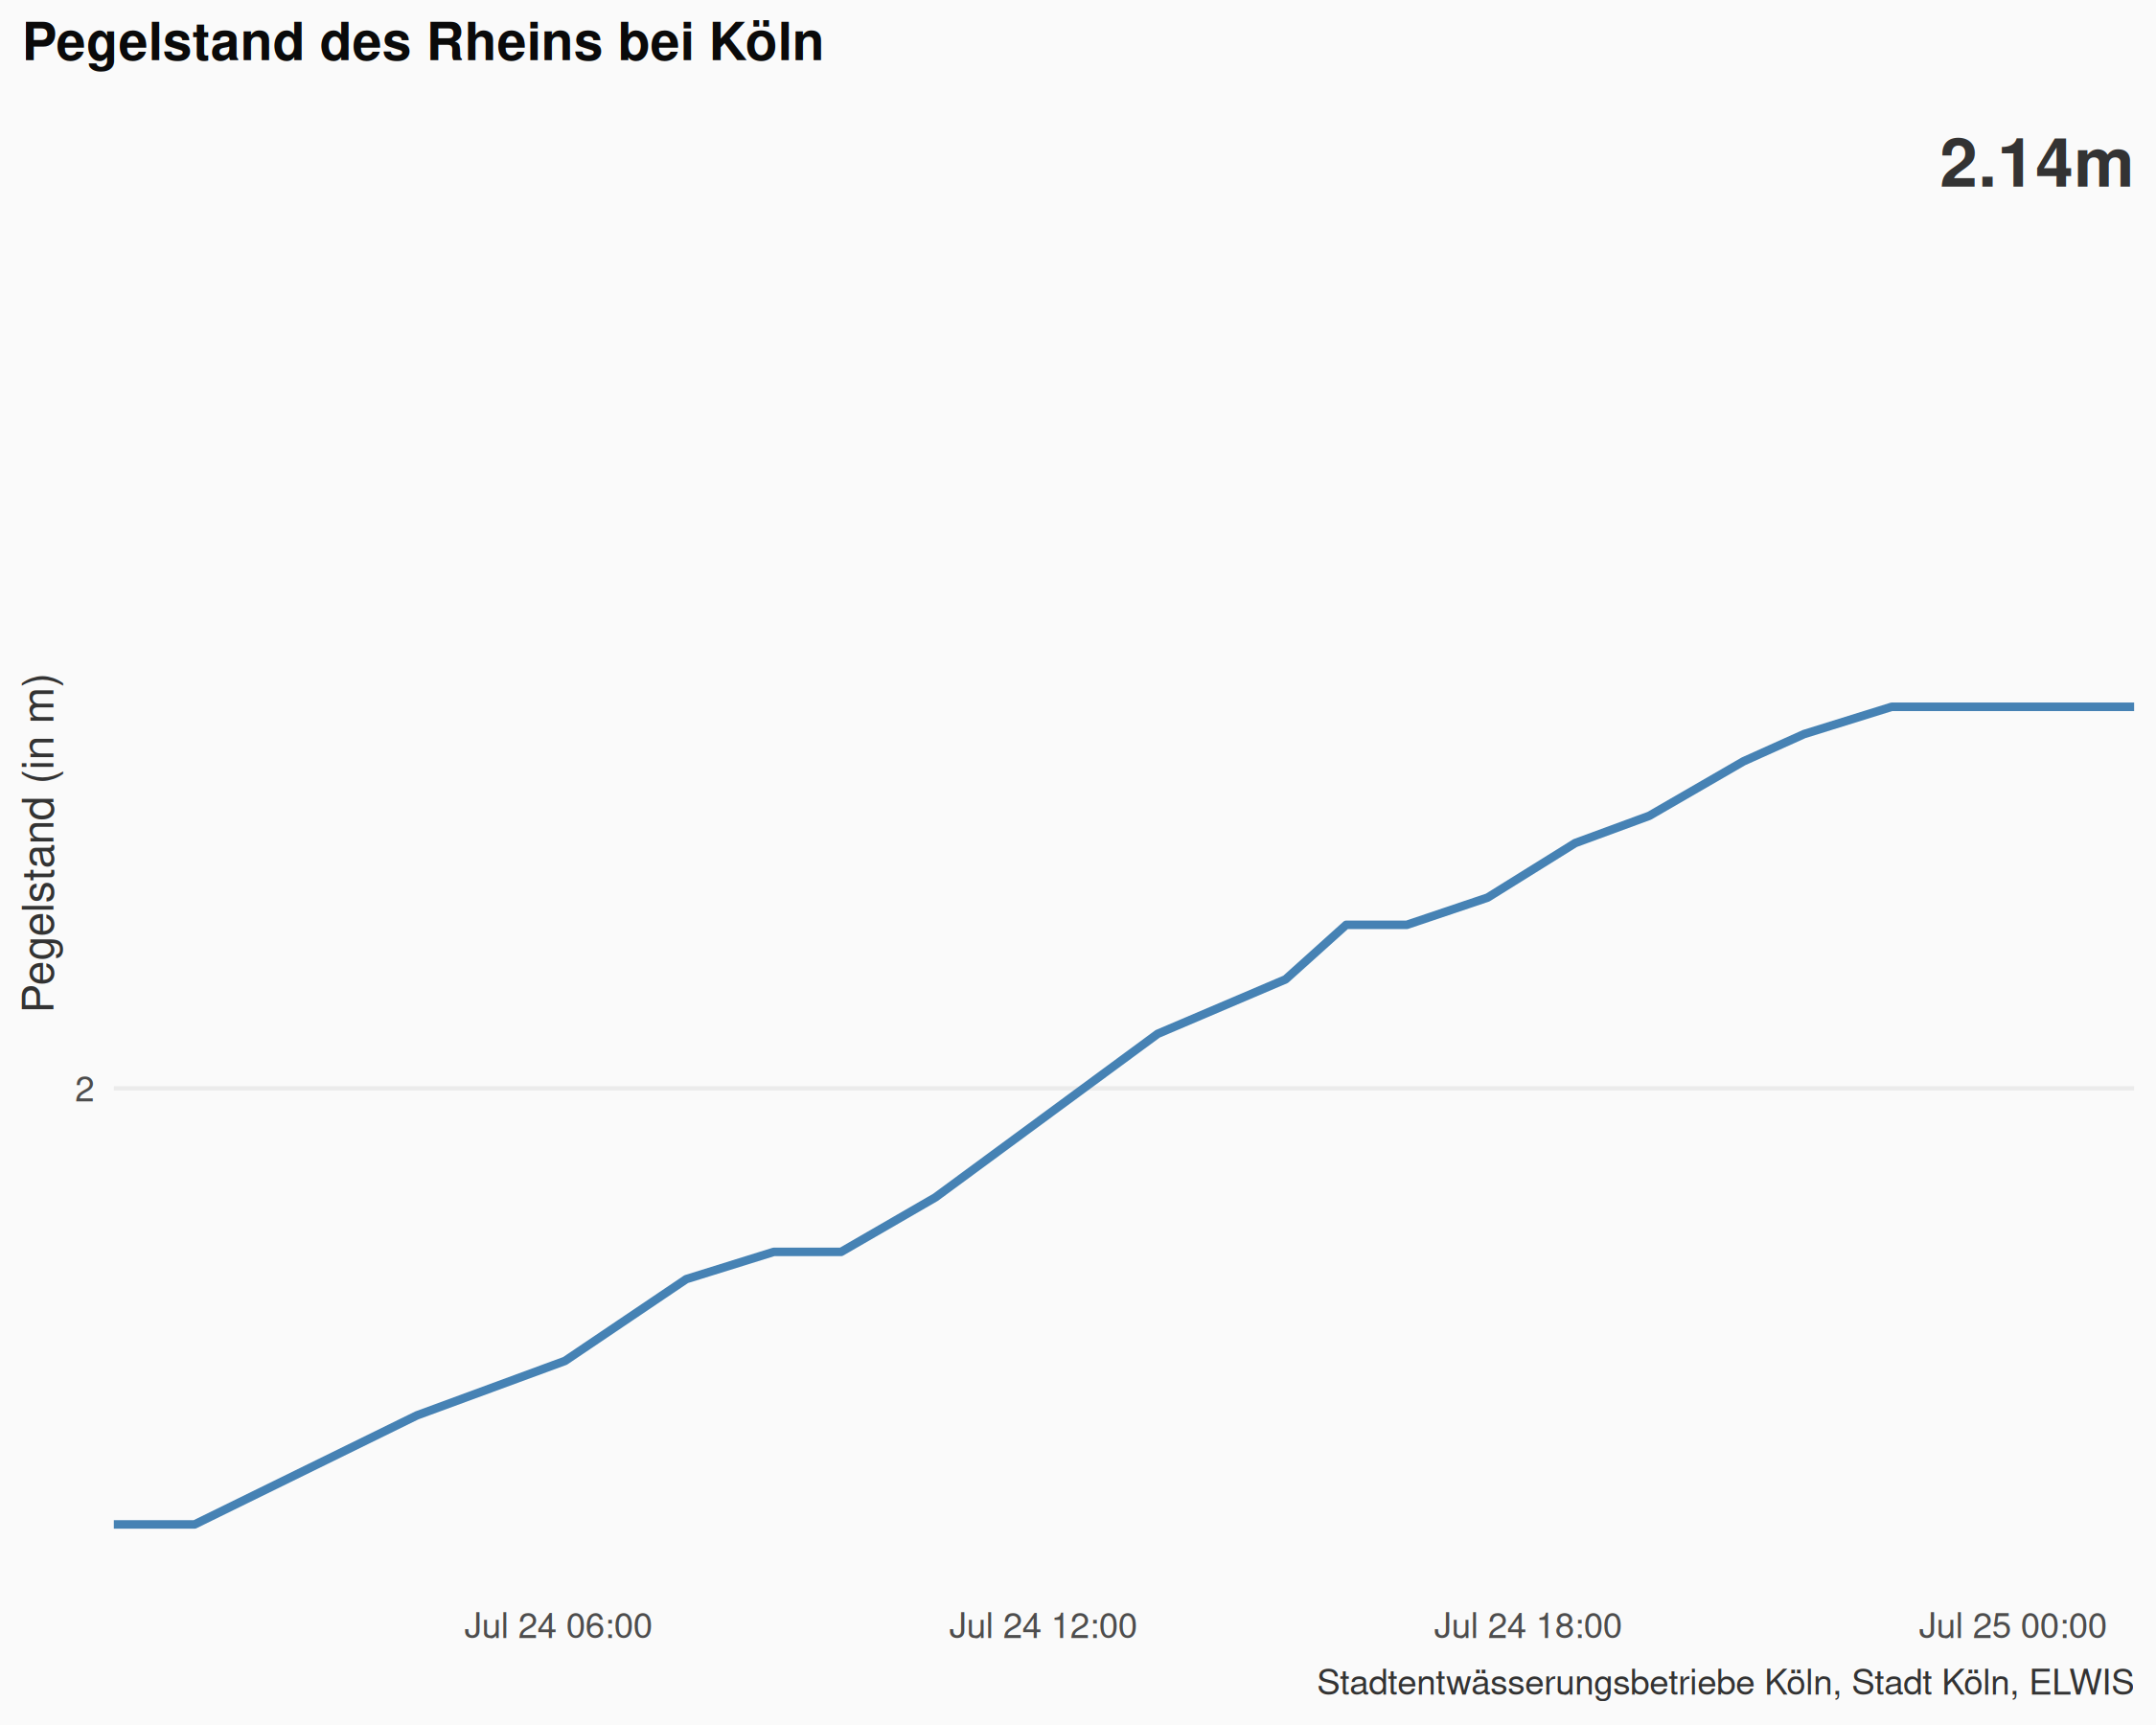 Pegelstand des Rheins bei Köln
2.14m
Pegelstand (in m)
2
Jul 24 06:00 Jul 24 12:00 Jul 24 18:00 Jul 25 00:00
Stadtentwässerungsbetriebe Köln, Stadt Köln, ELWIS